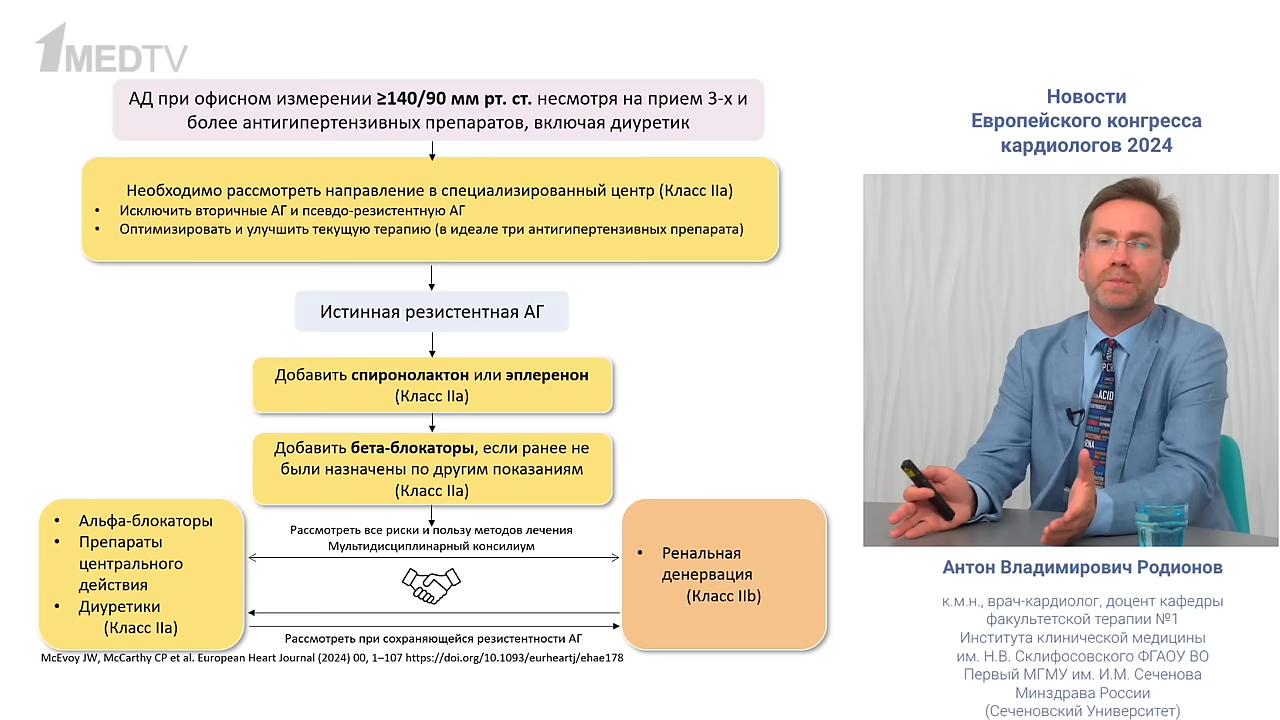 1MEDTV
АД при офисном измерении ≥140/90 мм рт. ст. несмотря на прием 3-х и
более антигипертензивных препаратов, включая диуретик
Необходимо рассмотреть направление в специализированный центр (Класс IIa)
• Исключить вторичные АГ и псевдо-резистентную АГ
• Оптимизировать и улучшить текущую терапию (в идеале три антигипертензивных препарата)
Истинная резистентная АГ
Добавить спиронолактон или эплеренон
(Класс IIa)
Добавить бета-блокаторы, если ранее не
были назначены по другим показаниям
(Класс IIa)
• Альфа-блокаторы
• Препараты
центрального
действия
• Диуретики
(Класс IIa)
Рассмотреть все риски и пользу методов лечения
Мультидисциплинарный консилиум
Рассмотреть при сохраняющейся резистентности АГ
• Ренальная
денервация
(Класс IIb)
McEvoy JW, McCarthy CP et al. European Heart Journal (2024) 00, 1–107 https://doi.org/10.1093/eurheartj/ehae178
Новости
Европейского конгресса
кардиологов 2024
ACID
Антон Владимирович Родионов
к.м.н., врач-кардиолог, доцент кафедры
факультетской терапии №1
Института клинической медицины
им. Н.В. Склифосовского ФГАОУ ВО
Первый МГМУ им. И.М. Сеченова
Минздрава России
(Сеченовский Университет)